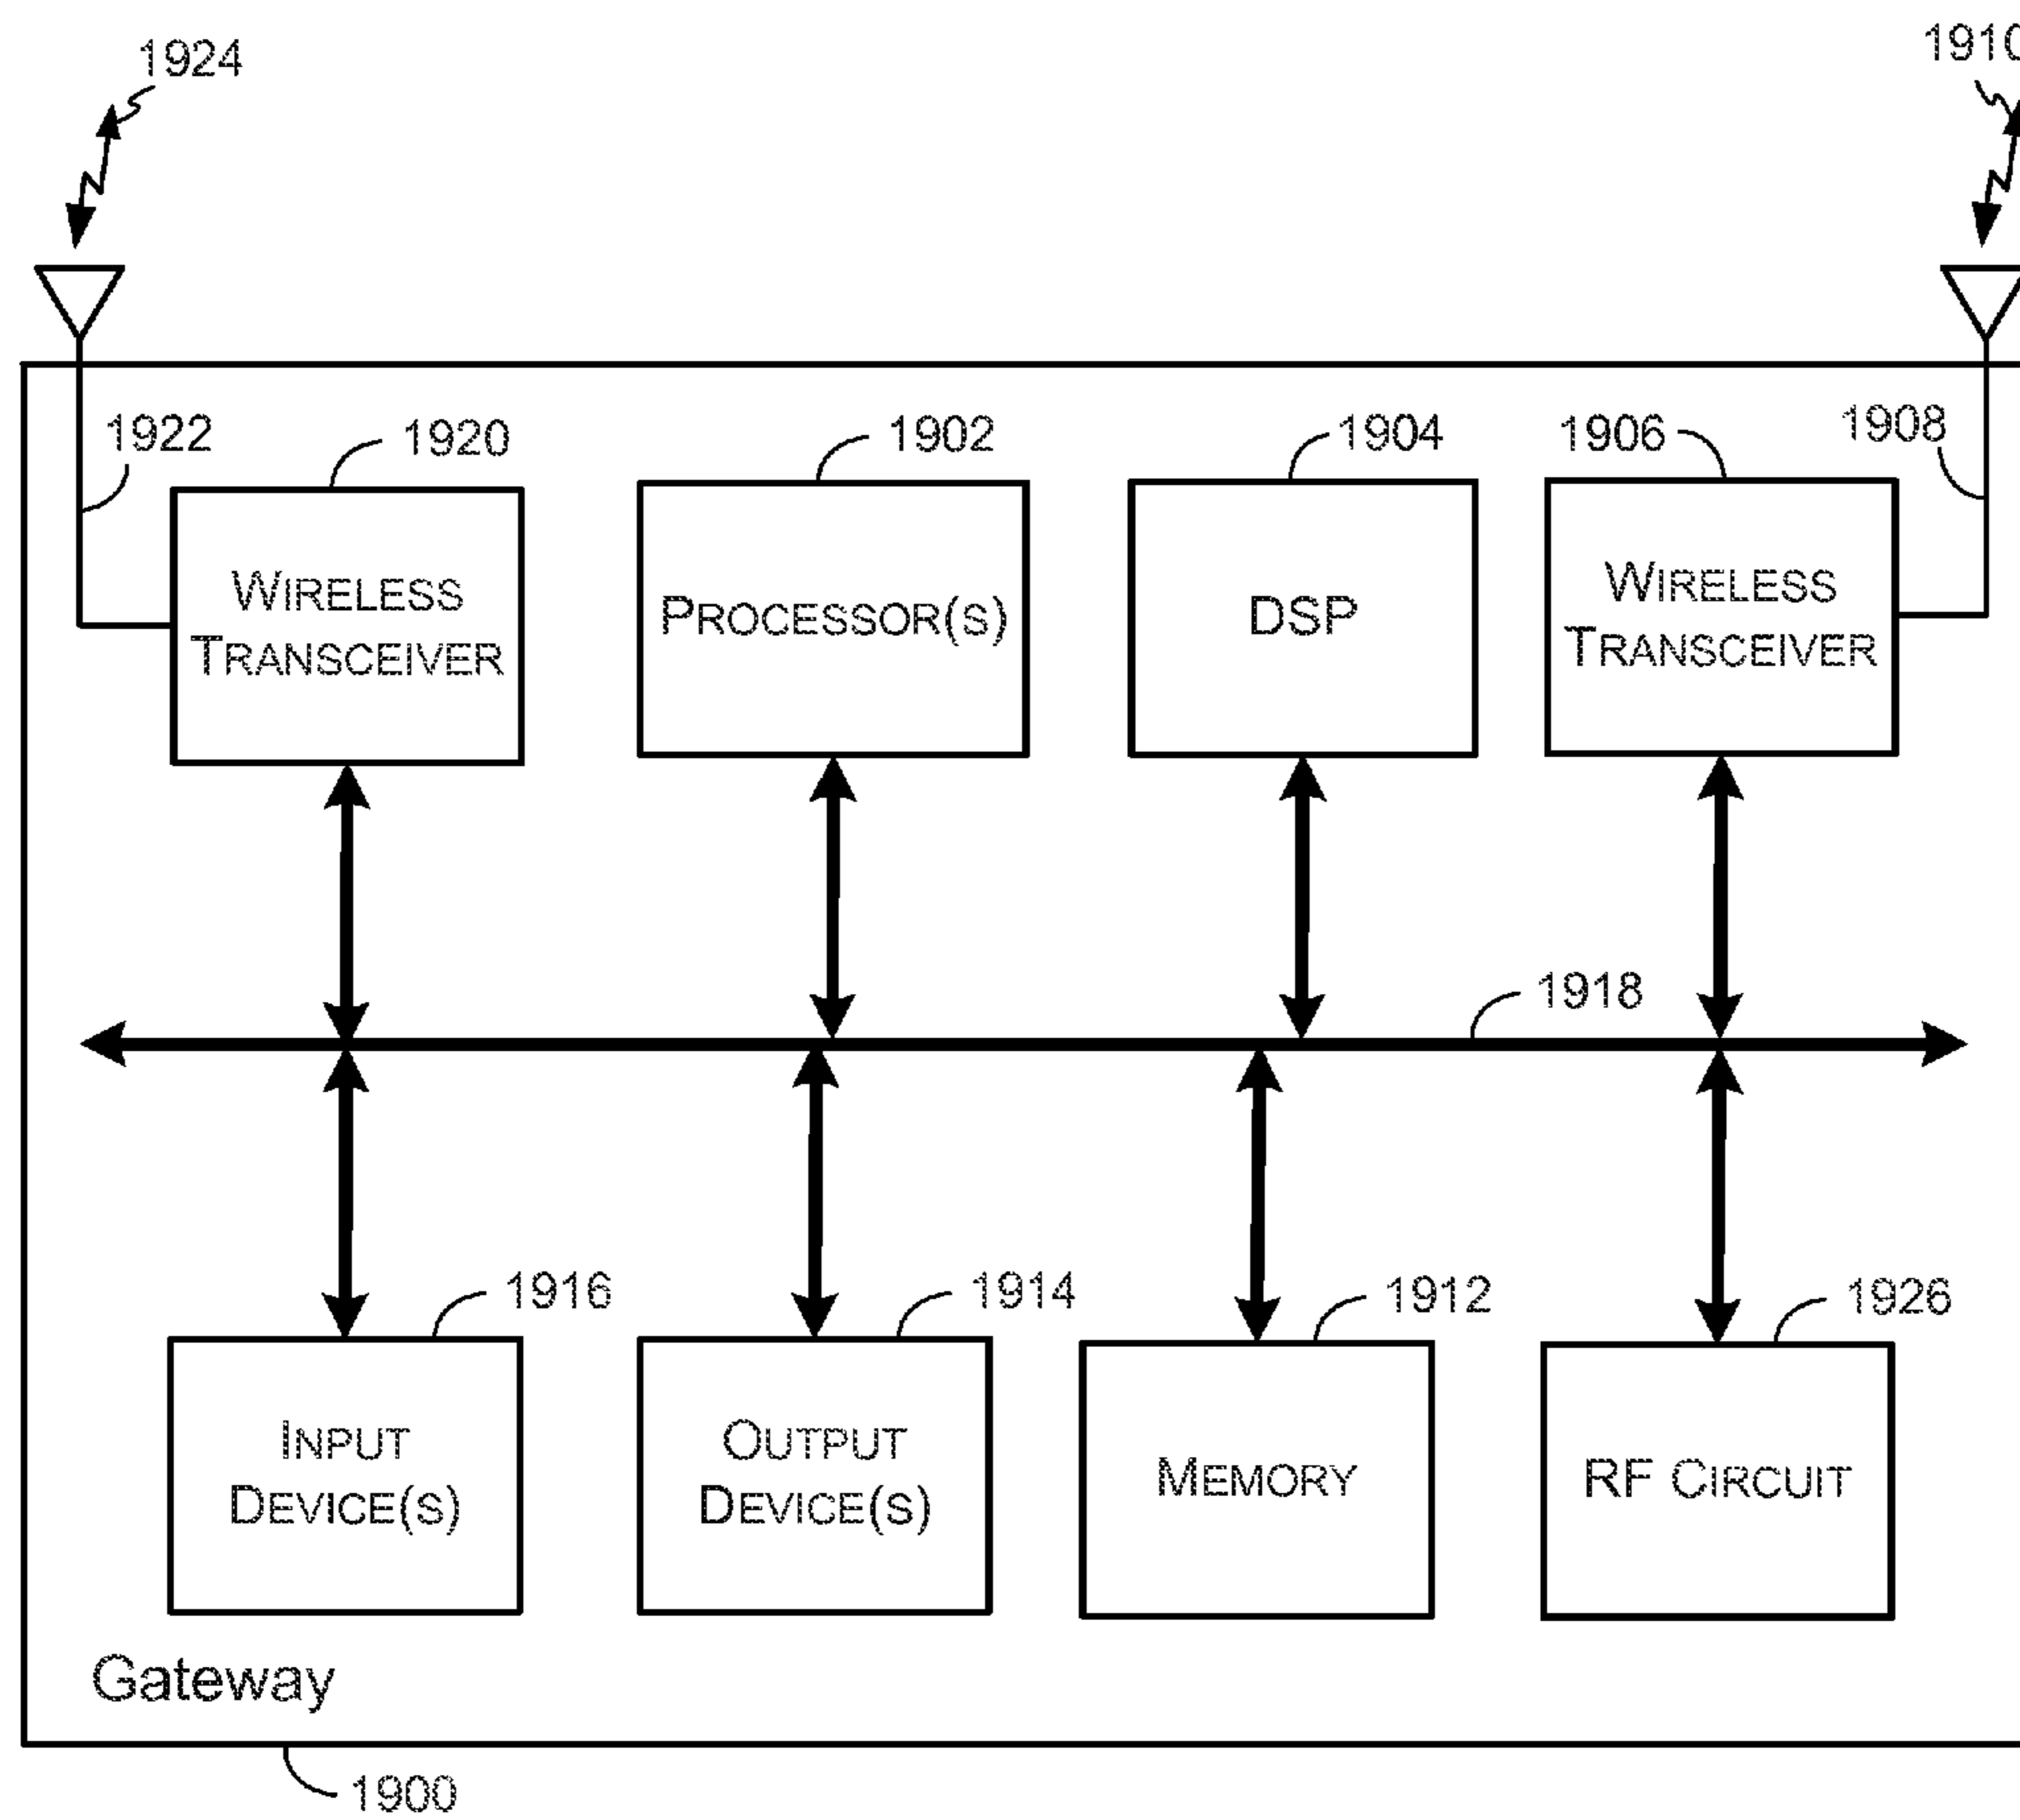 1924
1910
1922
1920
1902
1904
1906
1908
WIRELESS
TRANSCEIVER
PROCESSOR(S)
DSP
WIRELESS
TRANSCEIVER
1918
1916
1914
1912
1926
INPUT
DEVICE(S)
OUTPUT
DEVICE(S)
MEMORY
RF CIRCUIT
Gateway
1900